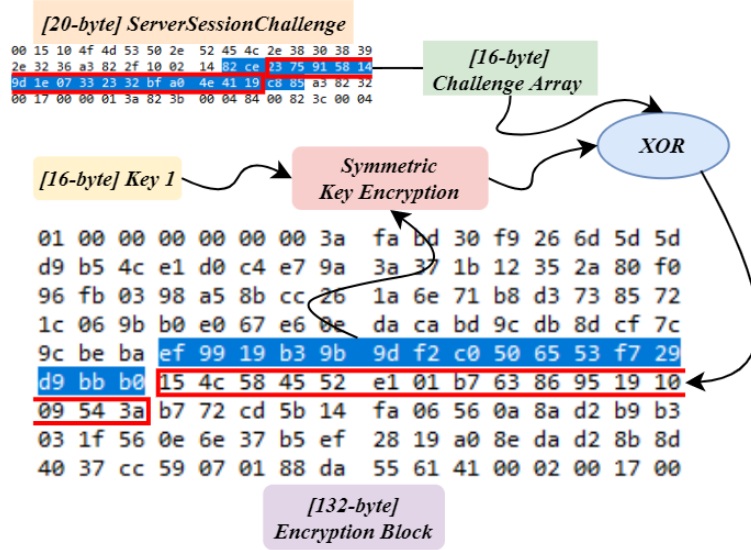 [20-byte] ServerSessionChallenge
00 15 10 4f 4d 53 50 2e 52 45 4c 2e 38 30 38 39
2e 32 36 a3 82 2f 10 02 14 82 ce 23 75 91 58 14
9d 1e 07 33 23 32 bf a0 4e 41 19 c8 85 a3 82 32
00 17 00 00 01 3a 82 3b 00 04 84 00 82 3c 00 04
[16-byte]
Challenge Array
XOR
[16-byte] Key 1
Symmetric
Key Encryption
01 00 00 00 00 00 00 3a fa bd 30 f9 26 6d 5d 5d
d9 b5 4c e1 d0 c4 e7 9a 3a 37 1b 12 35 2a 80 f0
96 fb 03 98 a5 8b cc 26 1a 6e 71 b8 d3 73 85 72
1c 06 9b b0 e0 67 e6 0e da ca bd 9c db 8d cf 7c
9c be ba ef 99 19 b3 9b 9d f2 c0 50 65 53 f7 29
d9 bb b0 15 4c 58 45 52 e1 01 b7 63 86 95 19 10
09 54 3a b7 72 cd 5b 14 fa 06 56 0a 8a d2 b9 b3
03 1f 56 0e 6e 37 b5 ef 28 19 a0 8e da d2 8b 8d
40 37 cc 59 07 01 88 da 55 61 41 00 02 00 17 00
[132-byte]
Encryption Block